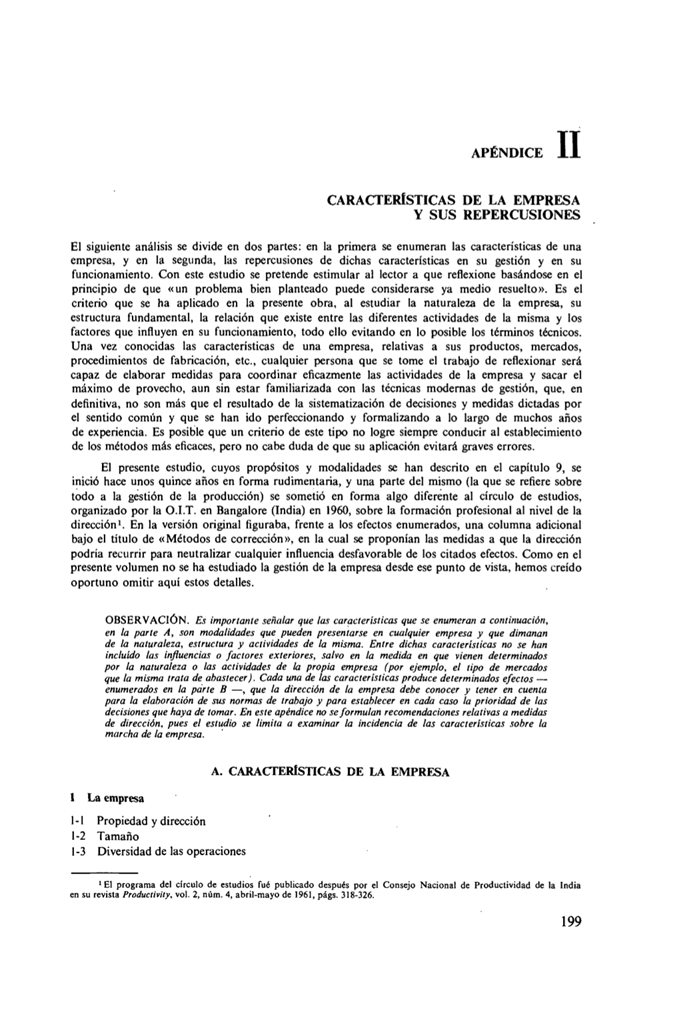 APÉNDICE II
CARACTERÍSTICAS DE LA EMPRESA
Y SUS REPERCUSIONES
El siguiente análisis se divide en dos partes: en la primera se enumeran las características de una
empresa, y en la segunda, las repercusiones de dichas características en su gestión y en su
funcionamiento. Con este estudio se pretende estimular al lector a que reflexione basándose en el
principio de que «un problema bien planteado puede considerarse ya medio resuelto». Es el
criterio que se ha aplicado en la presente obra, al estudiar la naturaleza de la empresa, su
estructura fundamental, la relación que existe entre las diferentes actividades de la misma y los
factores que influyen en su funcionamiento, todo ello evitando en lo posible los términos técnicos.
Una vez conocidas las características de una empresa, relativas a sus productos, mercados,
procedimientos de fabricación, etc., cualquier persona que se tome el trabajo de reflexionar será
capaz de elaborar medidas para coordinar eficazmente las actividades de la empresa y sacar el
máximo de provecho, aun sin estar familiarizada con las técnicas modernas de gestión, que, en
definitiva, no son más que el resultado de la sistematización de decisiones y medidas dictadas por
el sentido común y que se han ido perfeccionando y formalizando a lo largo de muchos años
de experiencia. Es posible que un criterio de este tipo no logre siempre conducir al establecimiento
de los métodos más eficaces, pero no cabe duda de que su aplicación evitará graves errores.
El presente estudio, cuyos propósitos y modalidades se han descrito en el capítulo 9, se
inició hace unos quince años en forma rudimentaria, y una parte del mismo (la que se refiere sobre
todo a la gestión de la producción) se sometió en forma algo diferente al círculo de estudios,
organizado por la O.I.T. en Bangalore (India) en 1960, sobre la formación profesional al nivel de la
dirección¹. En la versión original figuraba, frente a los efectos enumerados, una columna adicional
bajo el título de «Métodos de corrección», en la cual se proponían las medidas a que la dirección
podría recurrir para neutralizar cualquier influencia desfavorable de los citados efectos. Como en el
presente volumen no se ha estudiado la gestión de la empresa desde ese punto de vista, hemos creído
oportuno omitir aquí estos detalles.
OBSERVACIÓN. Es importante señalar que las características que se enumeran a continuación,
en la parte A, son modalidades que pueden presentarse en cualquier empresa y que dimanan
de la naturaleza, estructura y actividades de la misma. Entre dichas características no se han
incluido las influencias o factores exteriores, salvo en la medida en que vienen determinados
por la naturaleza o las actividades de la propia empresa (por ejemplo, el tipo de mercados
que la misma trata de abastecer). Cada una de las características produce determinados efectos —
enumerados en la parte B —, que la dirección de la empresa debe conocer y tener en cuenta
para la elaboración de sus normas de trabajo y para establecer en cada caso la prioridad de las
decisiones que haya de tomar. En este apéndice no se formulan recomendaciones relativas a medidas
de dirección, pues el estudio se limita a examinar la incidencia de las características sobre la
marcha de la empresa.
A. CARACTERÍSTICAS DE LA EMPRESA
1 La empresa
1-1 Propiedad y dirección
1-2 Tamaño
1-3 Diversidad de las operaciones
¹ El programa del círculo de estudios fué publicado después por el Consejo Nacional de Productividad de la India
en su revista Productivity, vol. 2, núm. 4, abril-mayo de 1961, págs. 318-326.
199